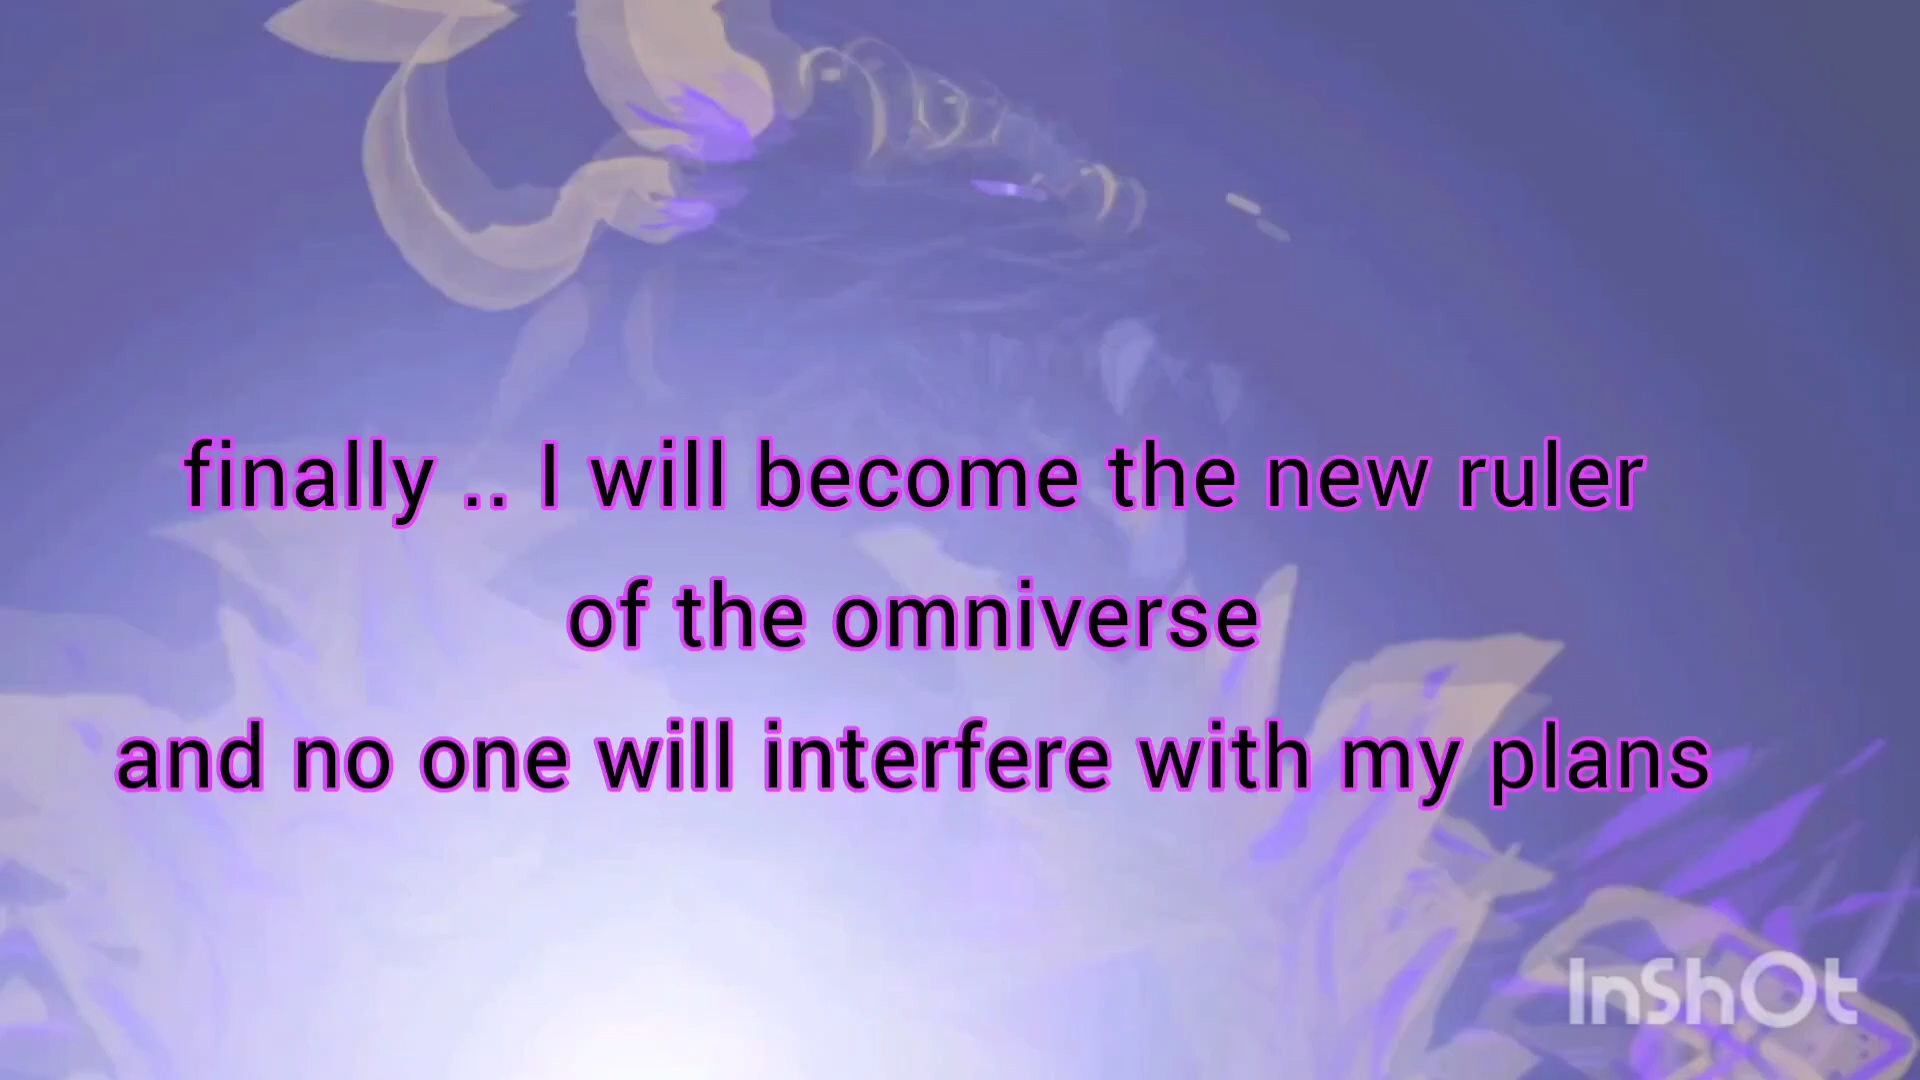 finally .. I will become the new ruler
of the omniverse
and no one will interfere with my plans
InShOt